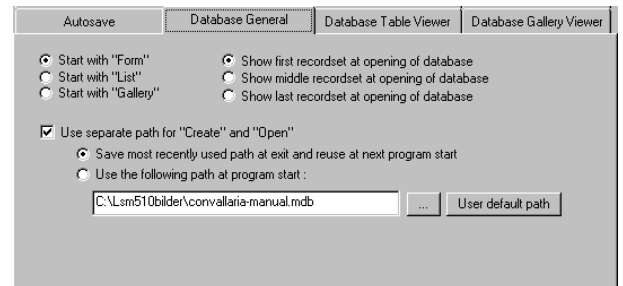 Autosave Database General Database Table Viewer Database Gallery Viewer
Start with "Form" Show first recordset at opening of database
Start with "List" Show middle recordset at opening of database
Start with "Gallery" Show last recordset at opening of database
Use separate path for "Create" and "Open"
Save most recently used path at exit and reuse at next program start
Use the following path at program start :
C:\Lsm510bilder\convallaria-manual.mdb ... User default path